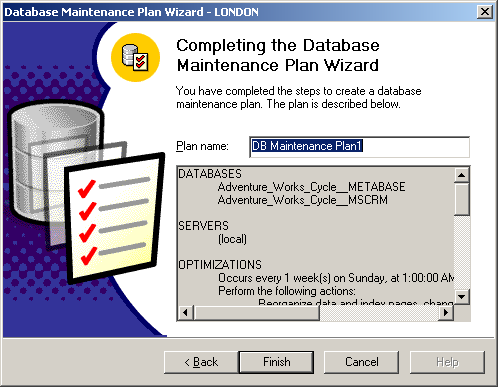 Database Maintenance Plan Wizard - LONDON
Completing the Database
Maintenance Plan Wizard
You have completed the steps to create a database
maintenance plan. The plan is described below.
Plan name: DB Maintenance Plan1
DATABASES
Adventure_Works_Cycle__METABASE
Adventure_Works_Cycle__MSCRM
SERVERS
(local)
OPTIMIZATIONS
Occurs every 1 week(s) on Sunday, at 1:00:00 AM
Perform the following actions:
Reorganize data and index pages, chang
< Back Finish Cancel Help